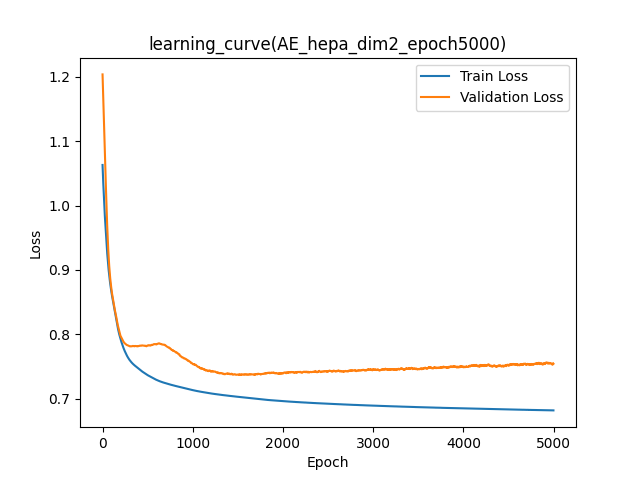 learning_curve(AE_hepa_dim2_epoch5000)
Train Loss
Validation Loss
1.2
1.1
1.0
0.9
0.8
0.7
Loss
0
1000
2000
3000
4000
5000
Epoch